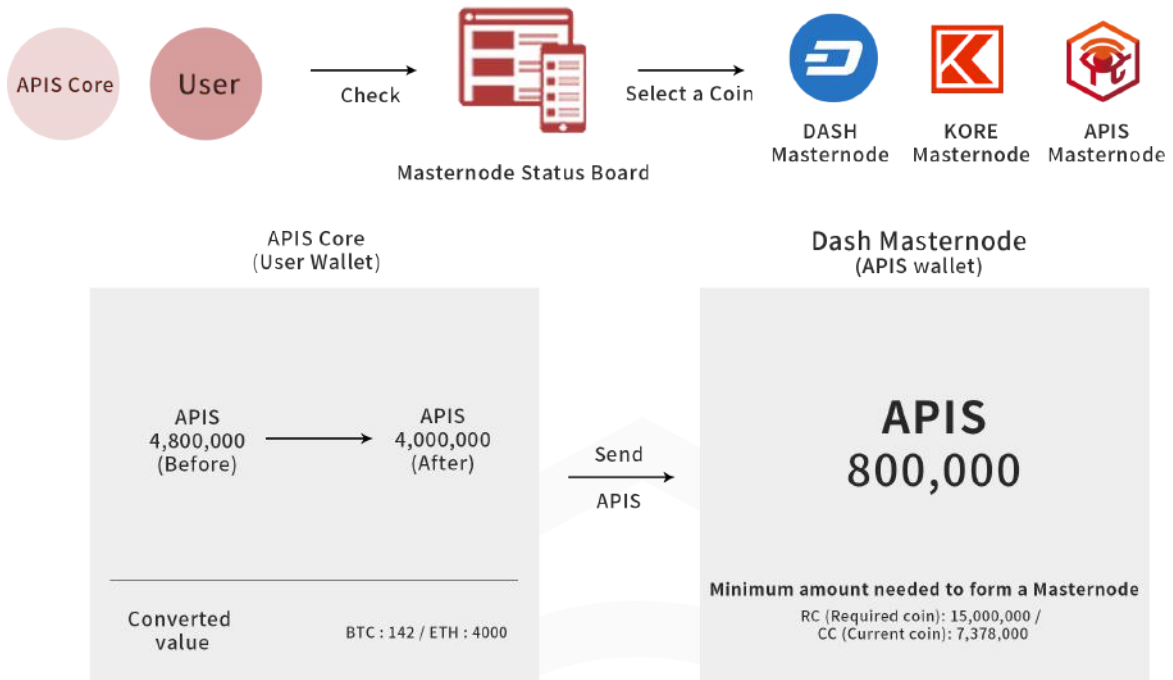 APIS Core
User
Check
Masternode Status Board
Select a Coin
DASH
Masternode
KORE
Masternode
APIS
Masternode
APIS Core
(User Wallet)
APIS
4,800,000
(Before)
APIS
4,000,000
(After)
Converted
value
BTC : 142 / ETH : 4000
Send
APIS
Dash Masternode
(APIS wallet)
APIS
800,000
Minimum amount needed to form a Masternode
RC (Required coin): 15,000,000 /
CC (Current coin): 7,378,000